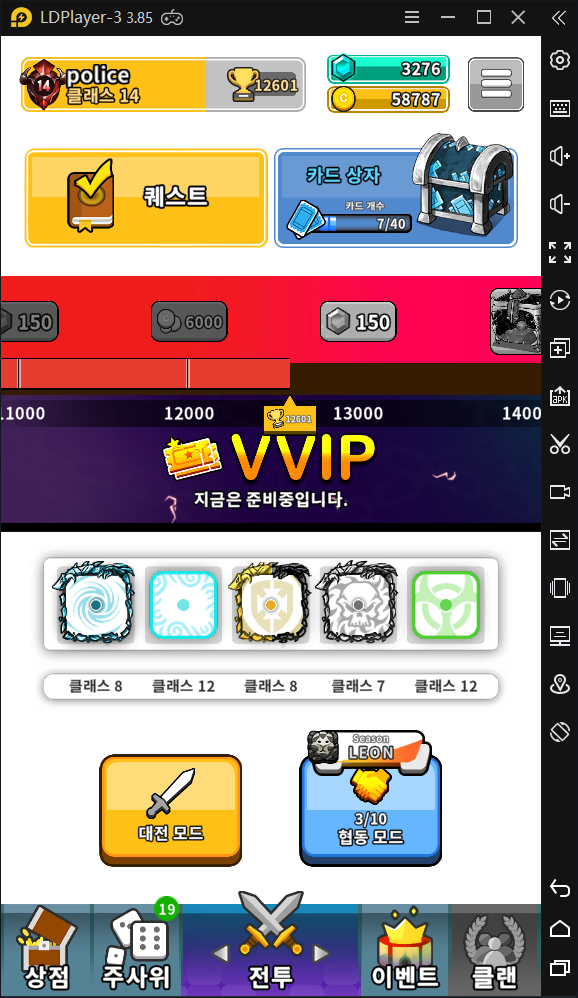 LDPlayer-3 3.85
police
14
클래스 14
12601
3276
58787
퀘스트
카드 상자
카드 개수
7/40
150
6000
150
11000
12000
12601
13000
1400
VVIP
지금은 준비중입니다.
클래스 8
클래스 12
클래스 8
클래스 7
클래스 12
대전 모드
Season
LEON
3/10
협동 모드
19
상점
주사위
전투
이벤트
클랜
APK